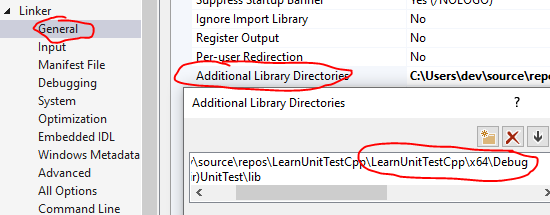 Suppress Startup Banner Yes (/NOLOGO)
Linker
General
Input
Manifest File
Debugging
System
Optimization
Embedded IDL
Windows Metadata
Advanced
All Options
Command Line
Ignore Import Library No
Register Output No
Per-user Redirection No
Additional Library Directories C:\Users\dev\source\repos
Additional Library Directories ? ×
\source\repos\LearnUnitTestCpp\LearnUnitTestCpp\x64\Debug
r)UnitTest\lib